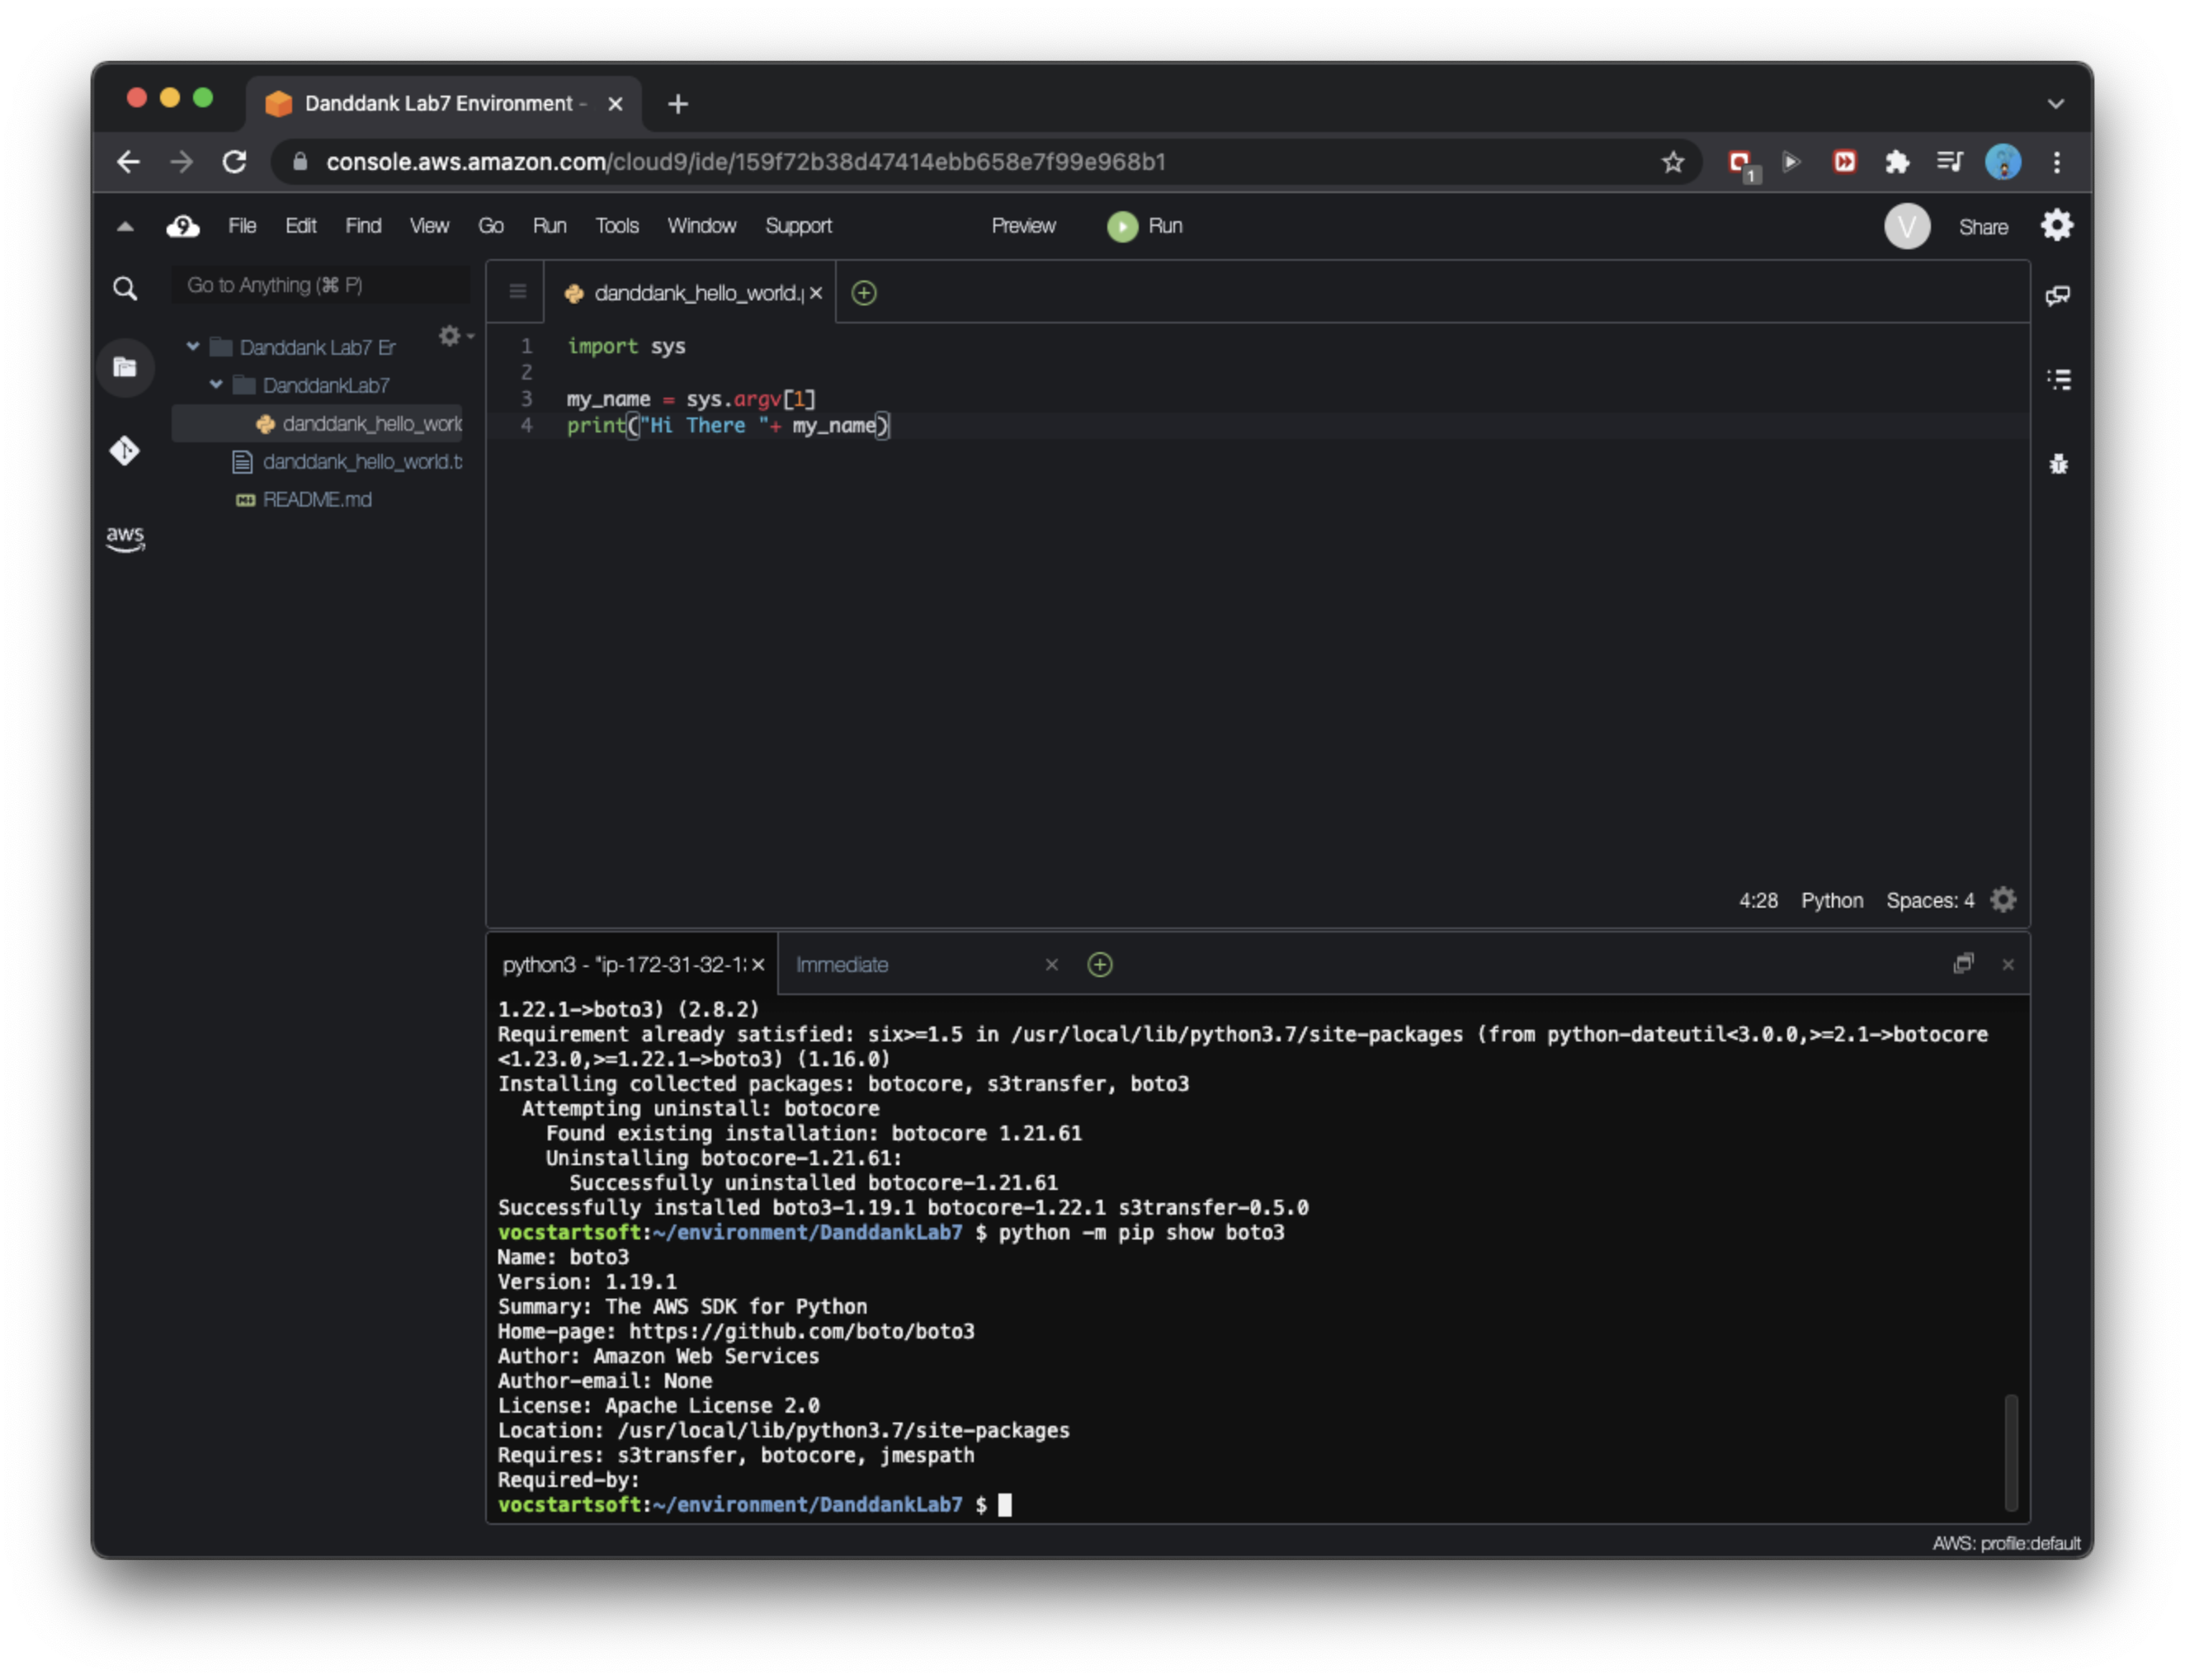 Danddank Lab7 Environment -
console.aws.amazon.com/cloud9/ide/159f72b38d47414ebb658e7f99e968b1
1
9 File Edit Find View Go Run Tools Window Support Preview Run V Share
Go to Anything (⌘ P)
Danddank Lab7 Er
DanddankLab7
danddank_hello_world
danddank_hello_world.t
README.md
aws
danddank_hello_world.p
1 import sys
2
3 my_name = sys.argv[1]
4 print("Hi There "+ my_name)
4:28 Python Spaces: 4
python3 - "ip-172-31-32-1 Immediate
1.22.1->boto3) (2.8.2)
Requirement already satisfied: six>=1.5 in /usr/local/lib/python3.7/site-packages (from python-dateutil<3.0.0,>=2.1->botocore
<1.23.0,>=1.22.1->boto3) (1.16.0)
Installing collected packages: botocore, s3transfer, boto3
  Attempting uninstall: botocore
    Found existing installation: botocore 1.21.61
    Uninstalling botocore-1.21.61:
      Successfully uninstalled botocore-1.21.61
Successfully installed boto3-1.19.1 botocore-1.22.1 s3transfer-0.5.0
vocstartsoft:~/environment/DanddankLab7 $ python -m pip show boto3
Name: boto3
Version: 1.19.1
Summary: The AWS SDK for Python
Home-page: https://github.com/boto/boto3
Author: Amazon Web Services
Author-email: None
License: Apache License 2.0
Location: /usr/local/lib/python3.7/site-packages
Requires: s3transfer, botocore, jmespath
Required-by:
vocstartsoft:~/environment/DanddankLab7 $
AWS: profile:default